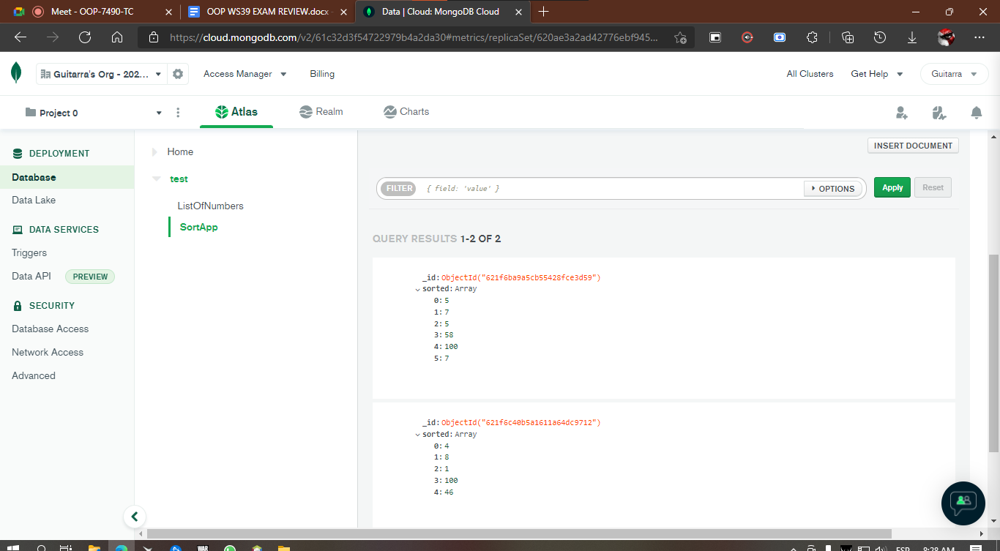 Meet - OOP-7490-TC
OOP WS39 EXAM REVIEW.docx -
Data | Cloud: MongoDB Cloud
https://cloud.mongodb.com/v2/61c32d3f54722979b4a2da30#metrics/replicaSet/620ae3a2ad42776ebf945...
Guitarra's Org - 202...
Access Manager
Billing
All Clusters
Get Help
Guitarra
Project 0
Atlas
Realm
Charts
DEPLOYMENT
Database
Data Lake
DATA SERVICES
Triggers
Data API
PREVIEW
SECURITY
Database Access
Network Access
Advanced
Home
test
ListOfNumbers
SortApp
INSERT DOCUMENT
FILTER
{ field: 'value' }
OPTIONS
Apply
Reset
QUERY RESULTS 1-2 OF 2
_id: ObjectId("621f6ba9a5cb55428fce3d59")
sorted: Array
0: 5
1: 7
2: 5
3: 58
4: 100
5: 7
_id: ObjectId("621f6c40b5a1611a64dc9712")
sorted: Array
0: 4
1: 8
2: 1
3: 100
4: 46
WAR
ESP
8:28 AM